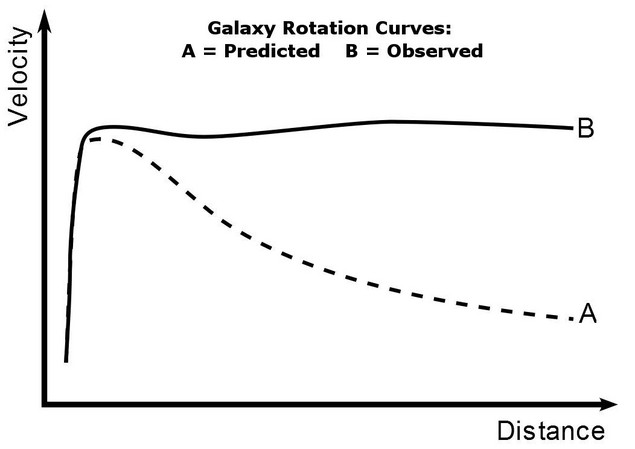 Galaxy Rotation Curves:
A = Predicted B = Observed
Velocity
B
A
Distance